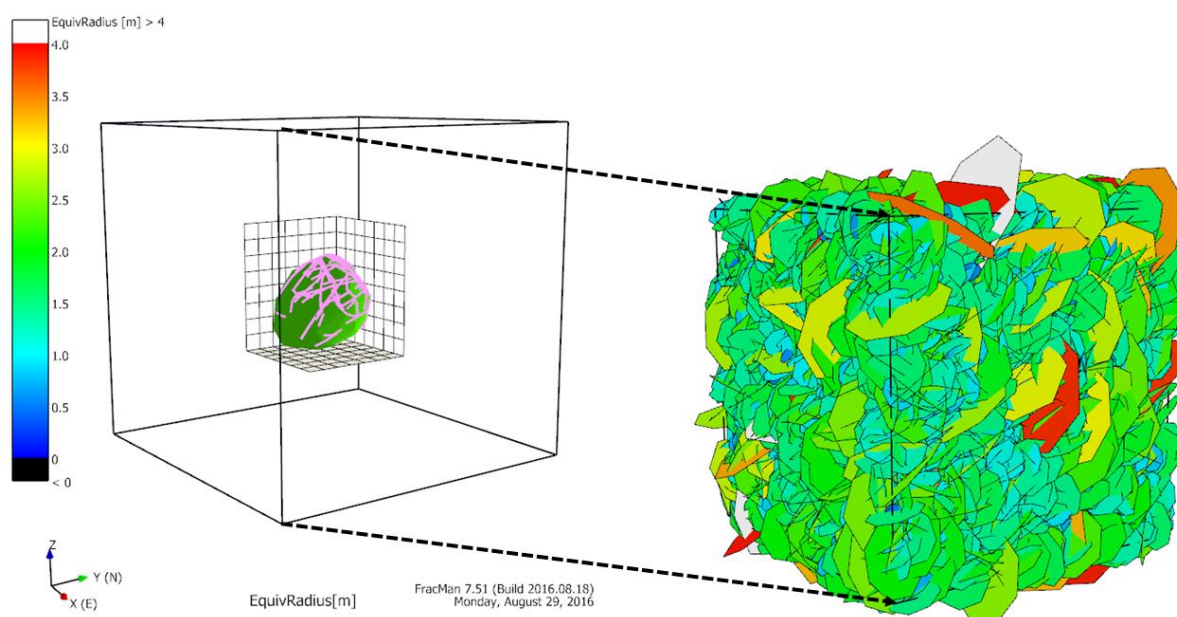 EquivRadius [m] > 4
4.0
3.5
3.0
2.5
2.0
1.5
1.0
0.5
0
< 0
Z
Y (N)
X (E)
EquivRadius[m]
FracMan 7.51 (Build 2016.08.18)
Monday, August 29, 2016